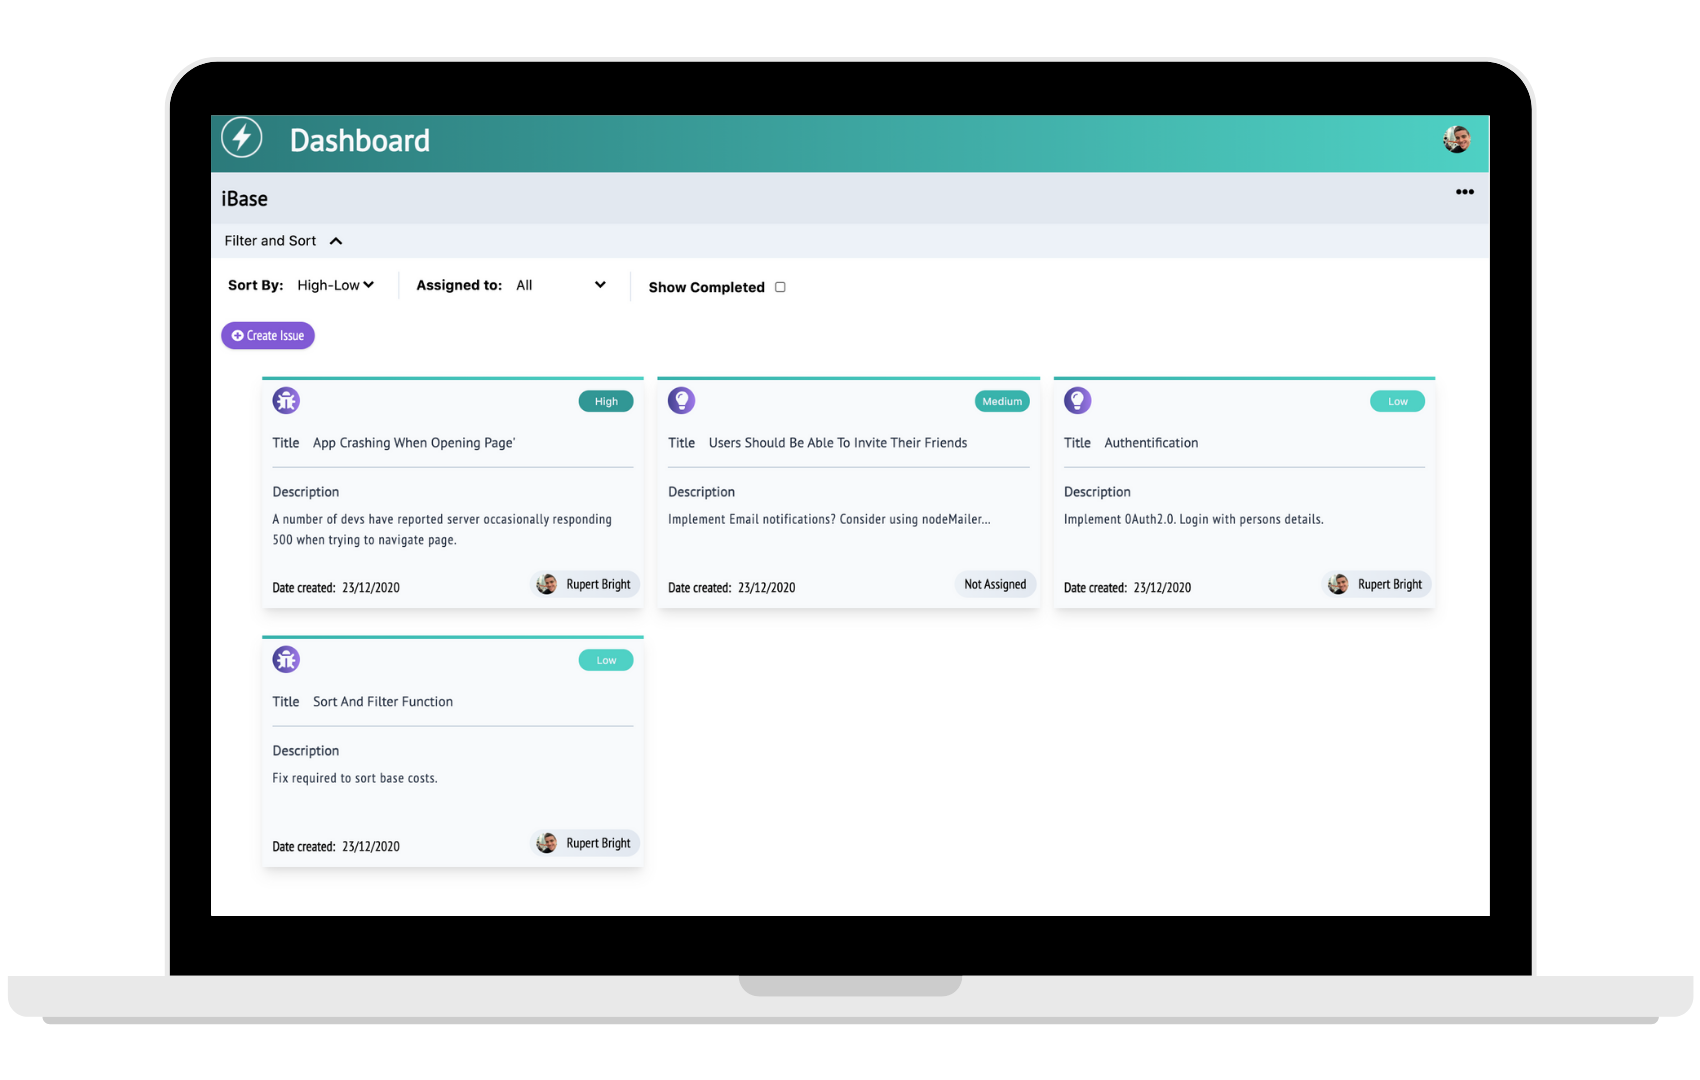 Dashboard
iBase
Filter and Sort
Sort By: High-Low Assigned to: All Show Completed
Create Issue
High
Title App Crashing When Opening Page'
Description
A number of devs have reported server occasionally responding
500 when trying to navigate page.
Date created: 23/12/2020 Rupert Bright
Medium
Title Users Should Be Able To Invite Their Friends
Description
Implement Email notifications? Consider using nodeMailer...
Date created: 23/12/2020 Not Assigned
Low
Title Authentification
Description
Implement OAuth2.0. Login with persons details.
Date created: 23/12/2020 Rupert Bright
Low
Title Sort And Filter Function
Description
Fix required to sort base costs.
Date created: 23/12/2020 Rupert Bright